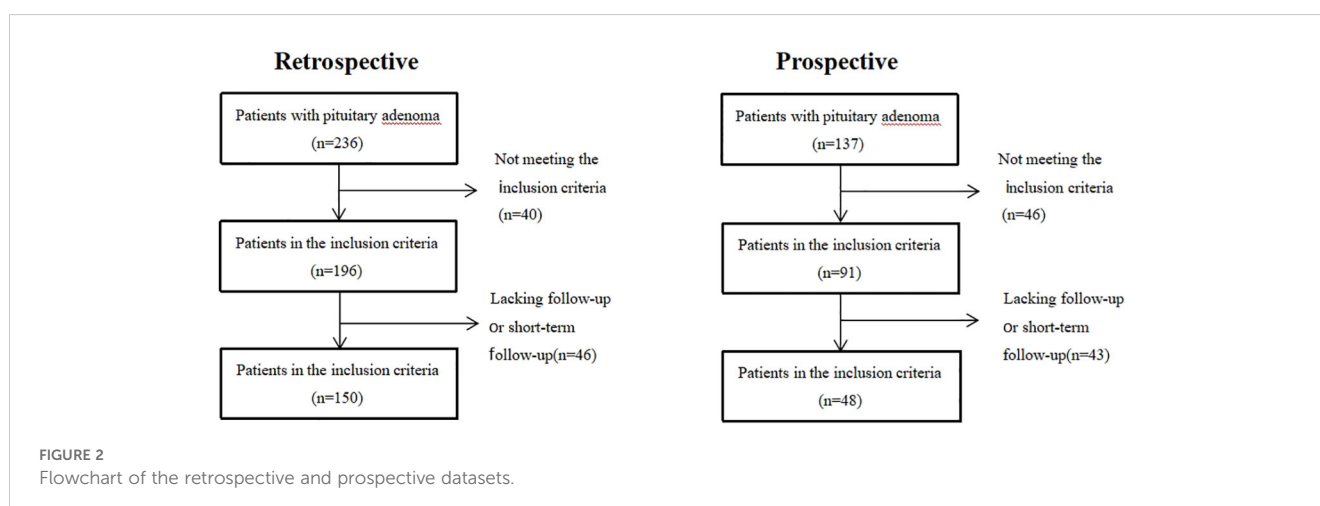 Retrospective
Patients with pituitary adenoma
(n=236)
Not meeting the
inclusion criteria
(n=40)
Patients in the inclusion criteria
(n=196)
Lacking follow-up
or short-term
follow-up(n=46)
Patients in the inclusion criteria
(n=150)
Prospective
Patients with pituitary adenoma
(n=137)
Not meeting the
inclusion criteria
(n=46)
Patients in the inclusion criteria
(n=91)
Lacking follow-up
or short-term
follow-up(n=43)
Patients in the inclusion criteria
(n=48)
FIGURE 2
Flowchart of the retrospective and prospective datasets.